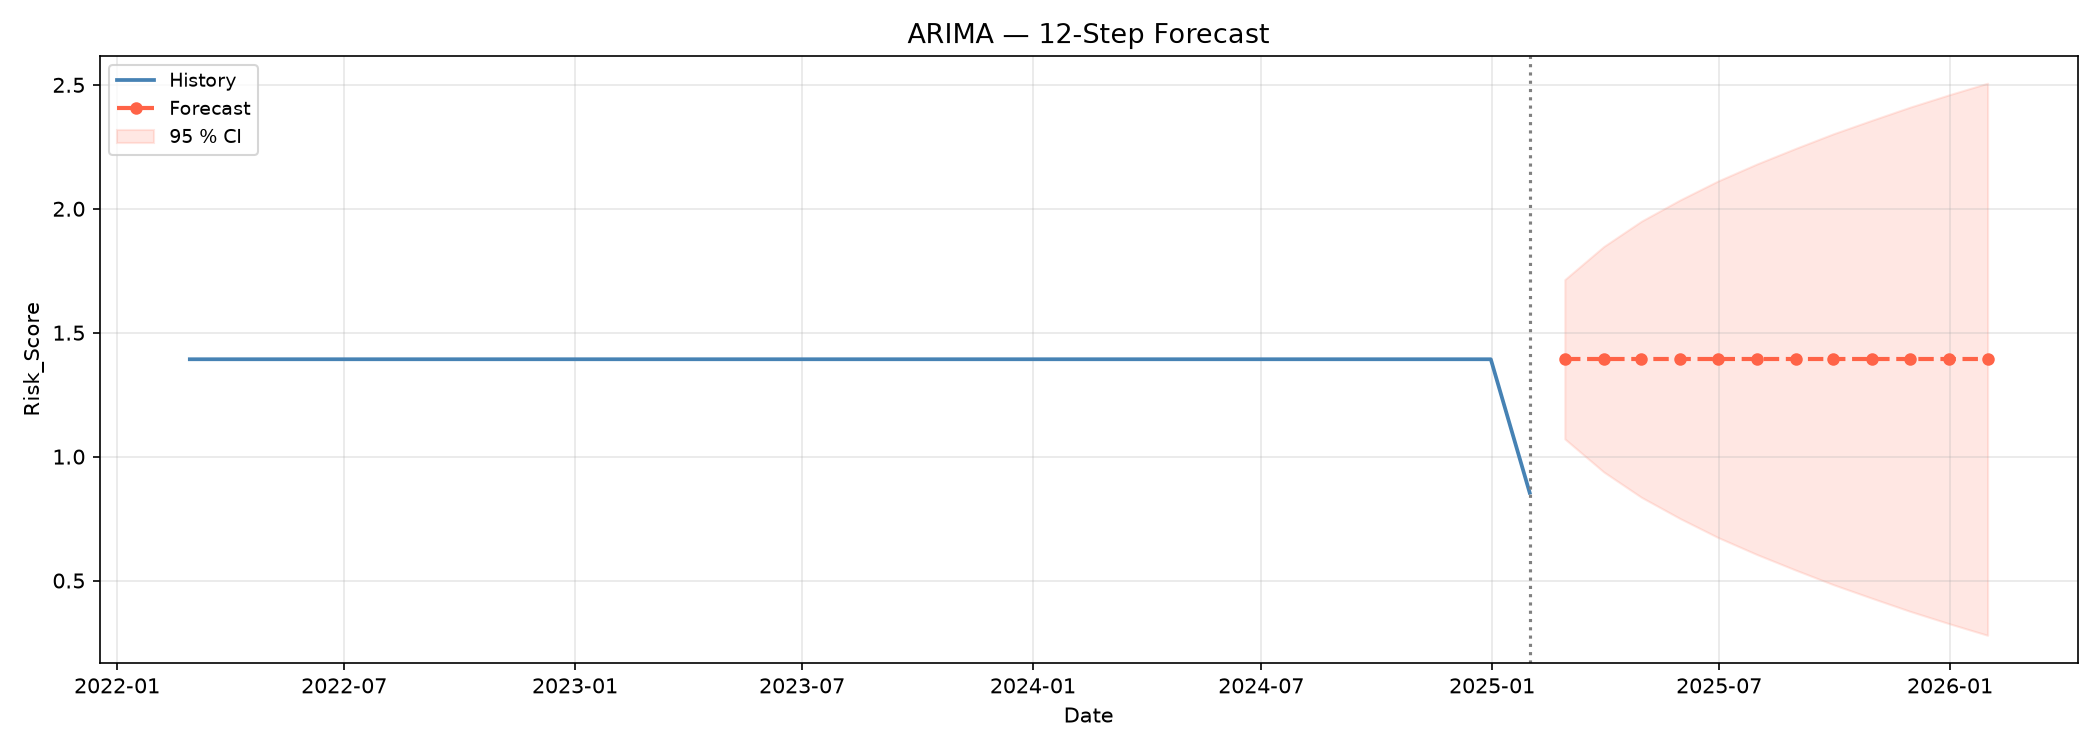 ARIMA — 12-Step Forecast
History
Forecast
95 % CI
2.5
2.0
1.5
1.0
0.5
Risk_Score
2022-01 2022-07 2023-01 2023-07 2024-01 2024-07 2025-01 2025-07 2026-01
Date